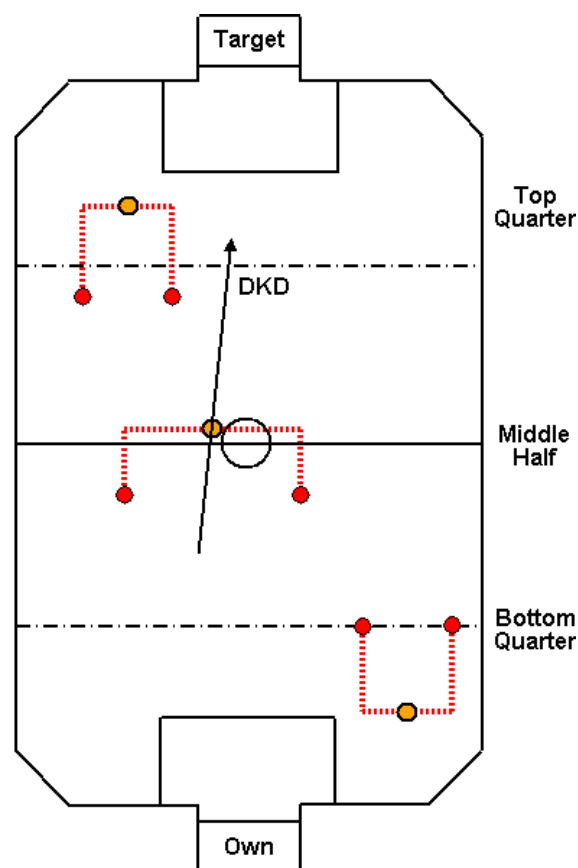 Target
Top
Quarter
DKD
Middle
Half
Bottom
Quarter
Own